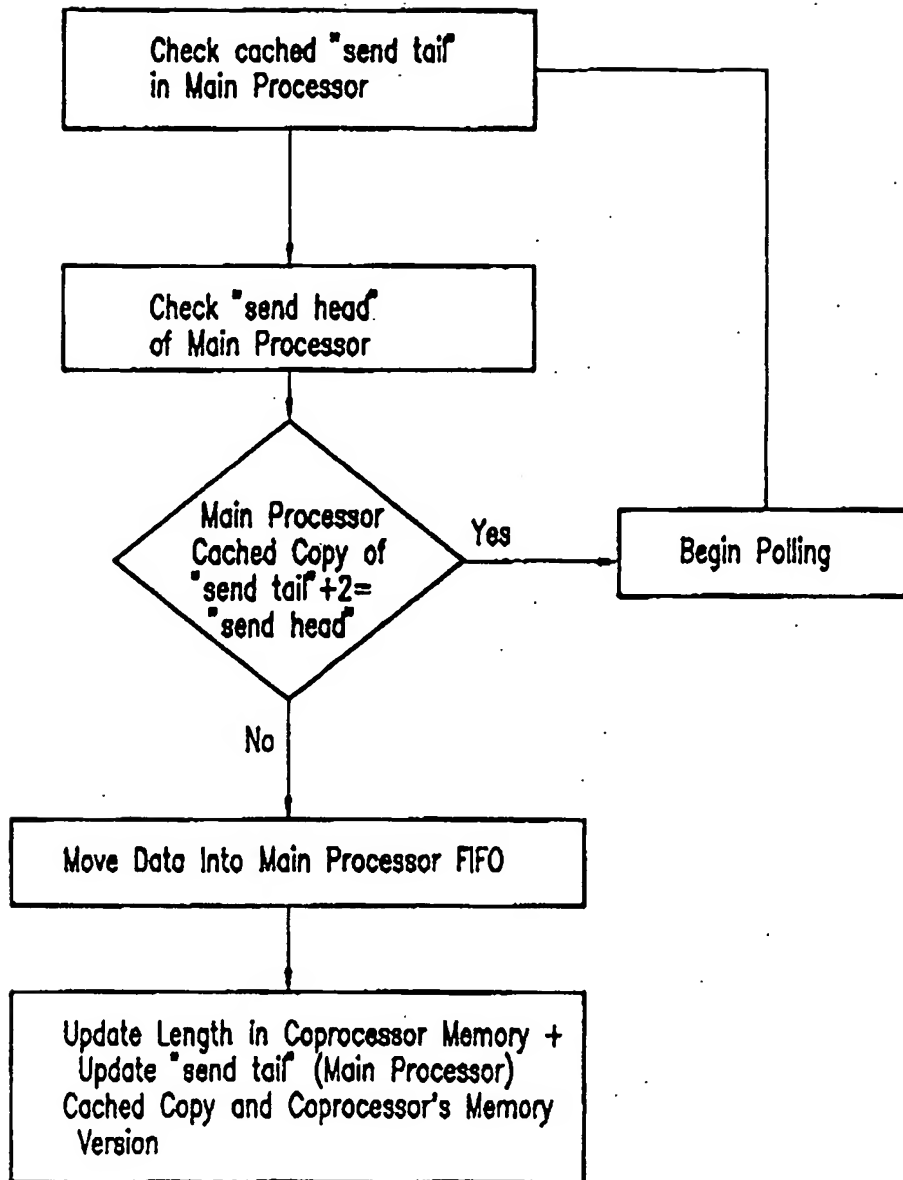 Check cached "send tail"
in Main Processor
Check "send head"
of Main Processor
Main Processor
Cached Copy of
"send tail"+2=
"send head"
Yes
Begin Polling
No
Move Data Into Main Processor FIFO
Update Length in Coprocessor Memory +
Update "send tail" (Main Processor)
Cached Copy and Coprocessor's Memory
Version